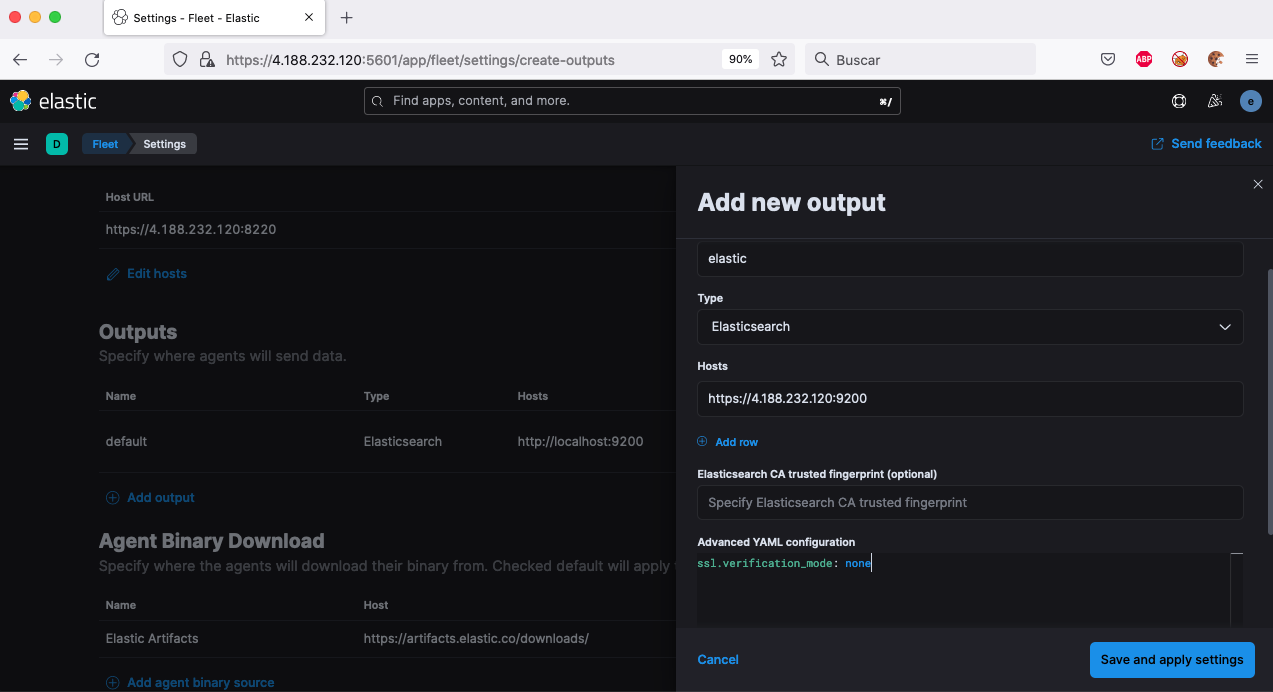 Settings - Fleet - Elastic
https://4.188.232.120:5601/app/fleet/settings/create-outputs
90%
Buscar
ABP
elastic
Find apps, content, and more.
⌘/
e
D
Fleet
Settings
Send feedback
Host URL
https://4.188.232.120:8220
Edit hosts
Outputs
Specify where agents will send data.
Name Type Hosts
default Elasticsearch http://localhost:9200
Add output
Agent Binary Download
Specify where the agents will download their binary from. Checked default will apply
Name Host
Elastic Artifacts https://artifacts.elastic.co/downloads/
Add agent binary source
Add new output
elastic
Type
Elasticsearch
Hosts
https://4.188.232.120:9200
Add row
Elasticsearch CA trusted fingerprint (optional)
Specify Elasticsearch CA trusted fingerprint
Advanced YAML configuration
ssl.verification_mode: none
Cancel
Save and apply settings